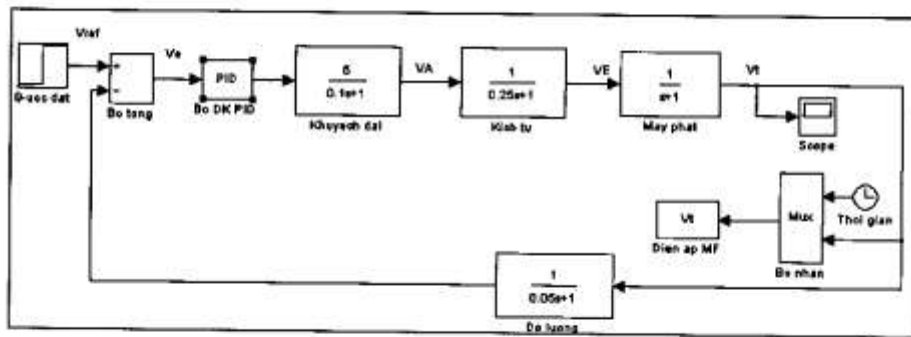 Vref
Ve
PID
Bo DK PID
Bo tong
6
0.1s+1
Khuyech dai
VA
1
0.25s+1
Kich tu
VE
1
s+1
May phat
Vt
Scope
Mux
Thoi gian
Bo nhan
Vt
Dien ap MF
1
0.05s+1
Do luong